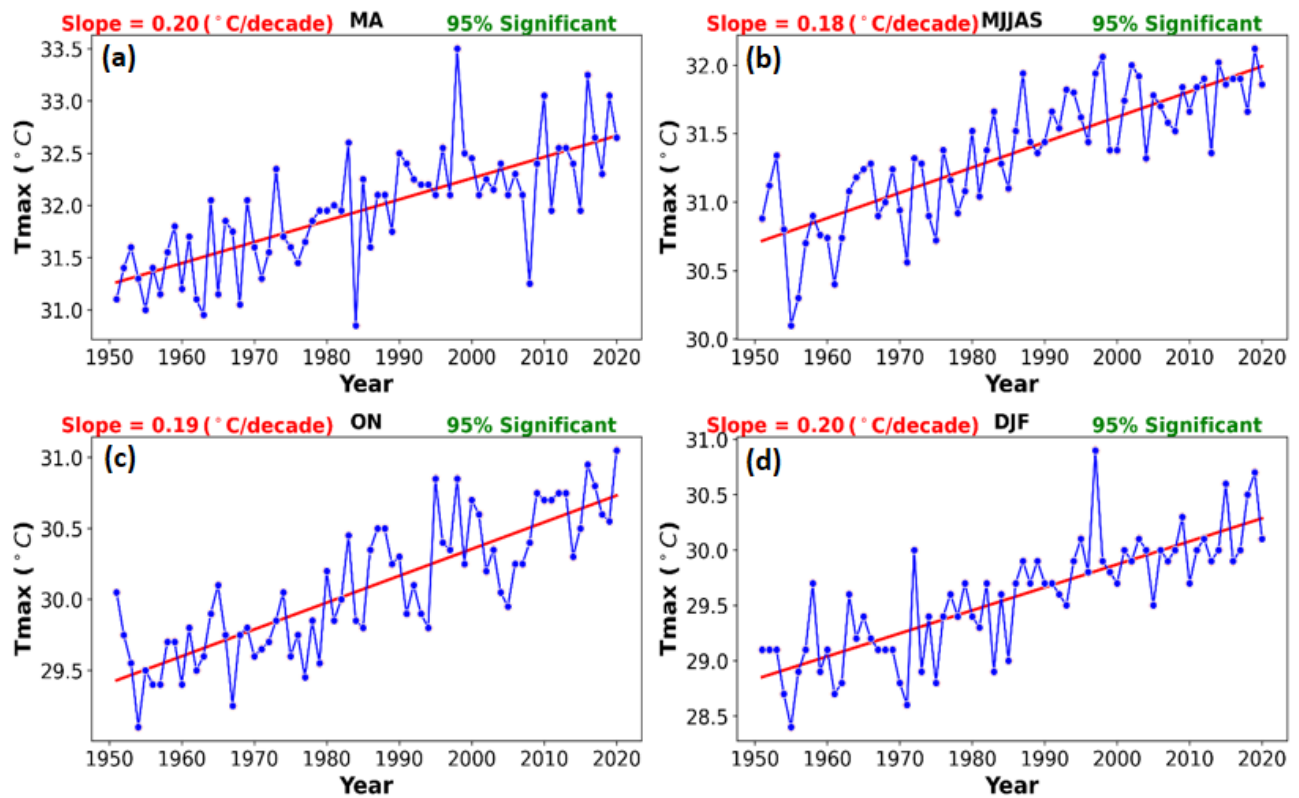 Slope = 0.20 (°C/decade) MA 95% Significant
(a)
33.5
33.0
32.5
32.0
31.5
31.0
Tmax (°C)
1950 1960 1970 1980 1990 2000 2010 2020
Year
Slope = 0.18 (°C/decade) MJJAS 95% Significant
(b)
32.0
31.5
31.0
30.5
30.0
Tmax (°C)
1950 1960 1970 1980 1990 2000 2010 2020
Year
Slope = 0.19 (°C/decade) ON 95% Significant
(c)
31.0
30.5
30.0
29.5
Tmax (°C)
1950 1960 1970 1980 1990 2000 2010 2020
Year
Slope = 0.20 (°C/decade) DJF 95% Significant
(d)
31.0
30.5
30.0
29.5
29.0
28.5
Tmax (°C)
1950 1960 1970 1980 1990 2000 2010 2020
Year